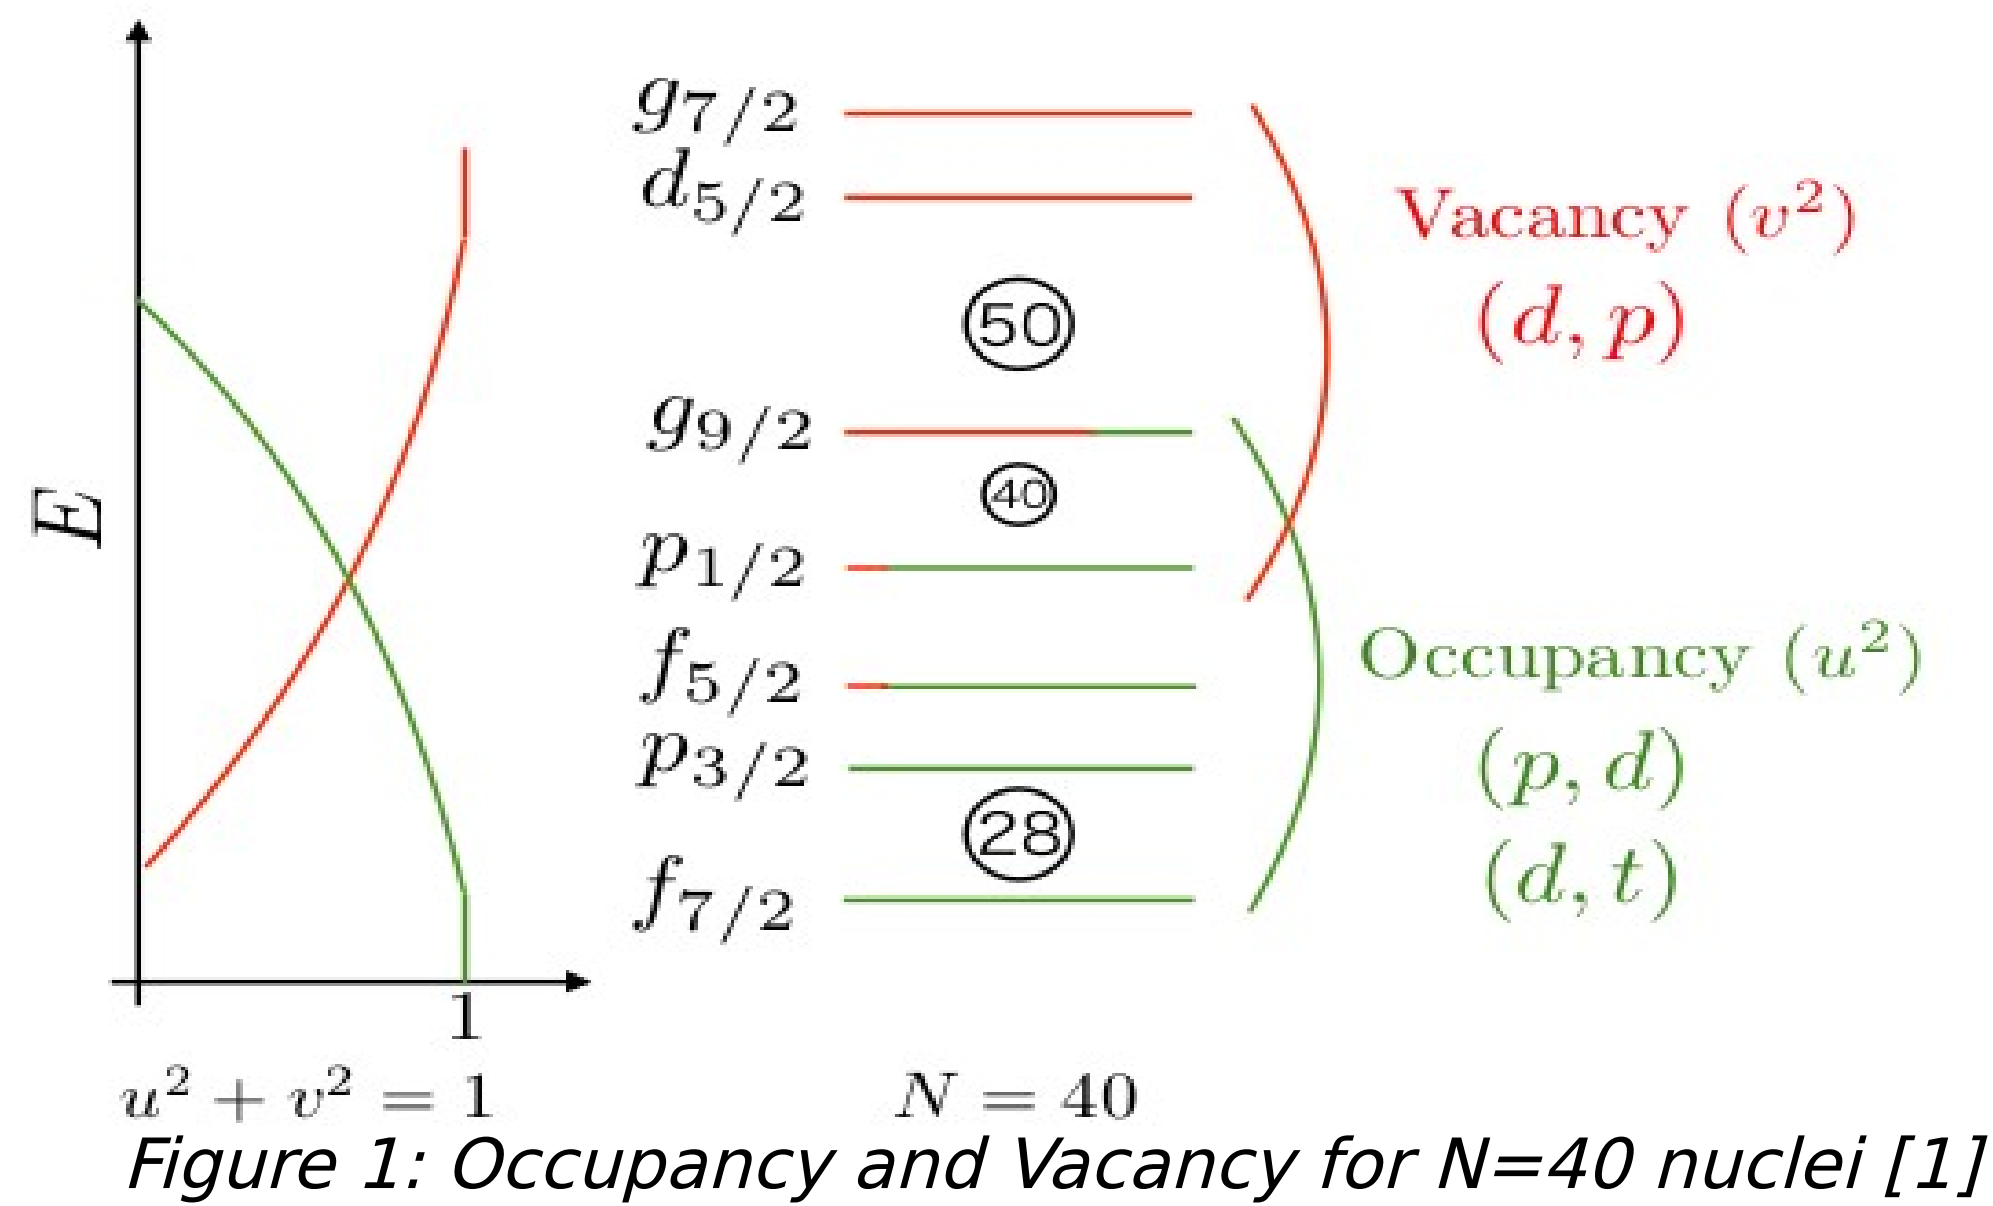 E
1
u² + v² = 1
g7/2
d5/2
50
g9/2
40
p1/2
f5/2
p3/2
28
f7/2
N = 40
Vacancy (v²)
(d, p)
Occupancy (u²)
(p, d)
(d, t)
Figure 1: Occupancy and Vacancy for N=40 nuclei [1]